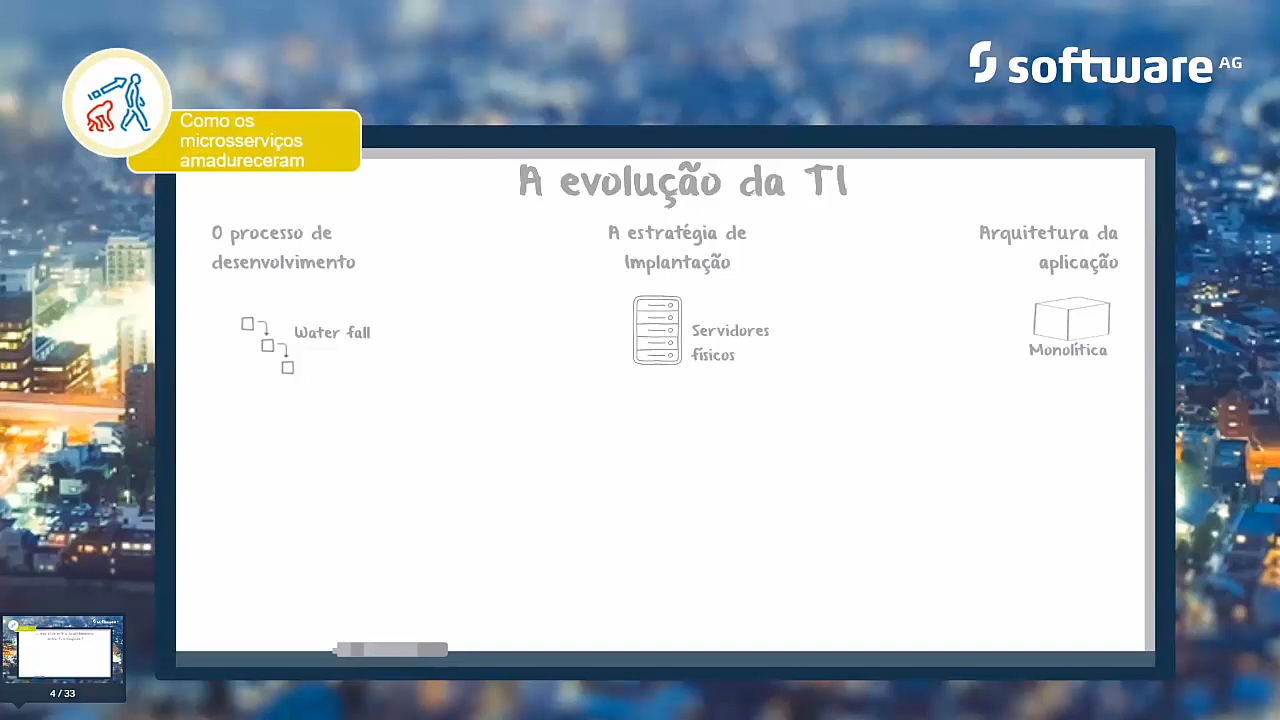 software AG
Como os
microsserviços
amadureceram
A evolução da TI
O processo de
desenvolvimento
A estratégia de
Implantação
Arquitetura da
aplicação
Water fall
Servidores
físicos
Monolítica
4 / 33